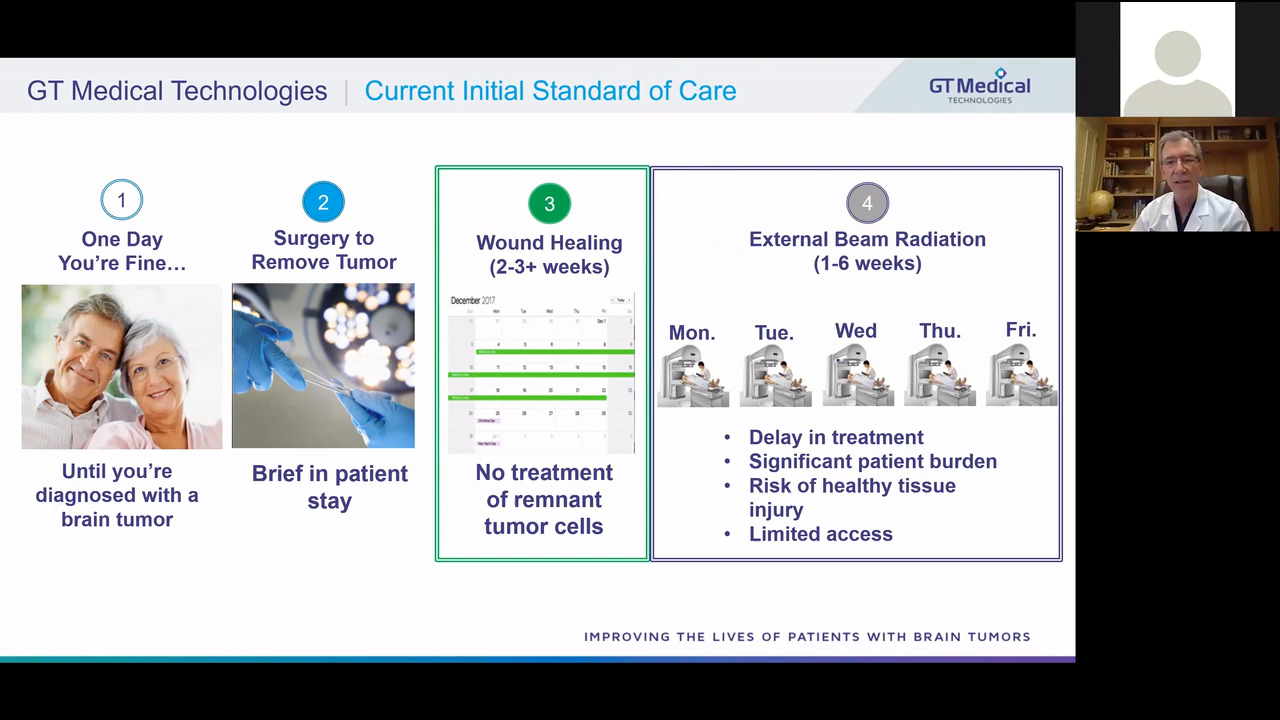 GT Medical Technologies | Current Initial Standard of Care
GT Medical
TECHNOLOGIES
1
One Day
You're Fine…
Until you're
diagnosed with a
brain tumor
2
Surgery to
Remove Tumor
Brief in patient
stay
3
Wound Healing
(2-3+ weeks)
December 2017
No treatment
of remnant
tumor cells
4
External Beam Radiation
(1-6 weeks)
Mon. Tue. Wed Thu. Fri.
• Delay in treatment
• Significant patient burden
• Risk of healthy tissue
injury
• Limited access
IMPROVING THE LIVES OF PATIENTS WITH BRAIN TUMORS